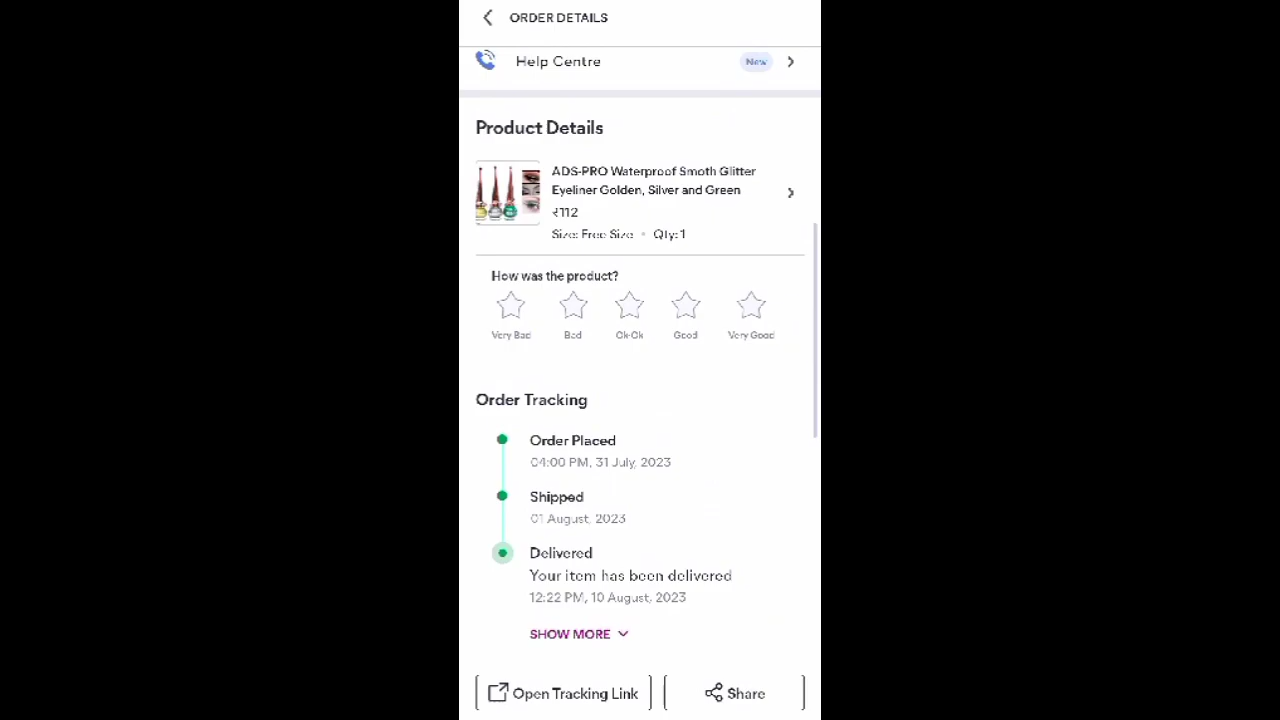 ORDER DETAILS
Help Centre
New
Product Details
ADS-PRO Waterproof Smoth Glitter
Eyeliner Golden, Silver and Green
₹112
Size: Free Size • Qty: 1
How was the product?
Very Bad Bad Ok-Ok Good Very Good
Order Tracking
Order Placed
04:00 PM, 31 July, 2023
Shipped
01 August, 2023
Delivered
Your item has been delivered
12:22 PM, 10 August, 2023
SHOW MORE
Open Tracking Link
Share